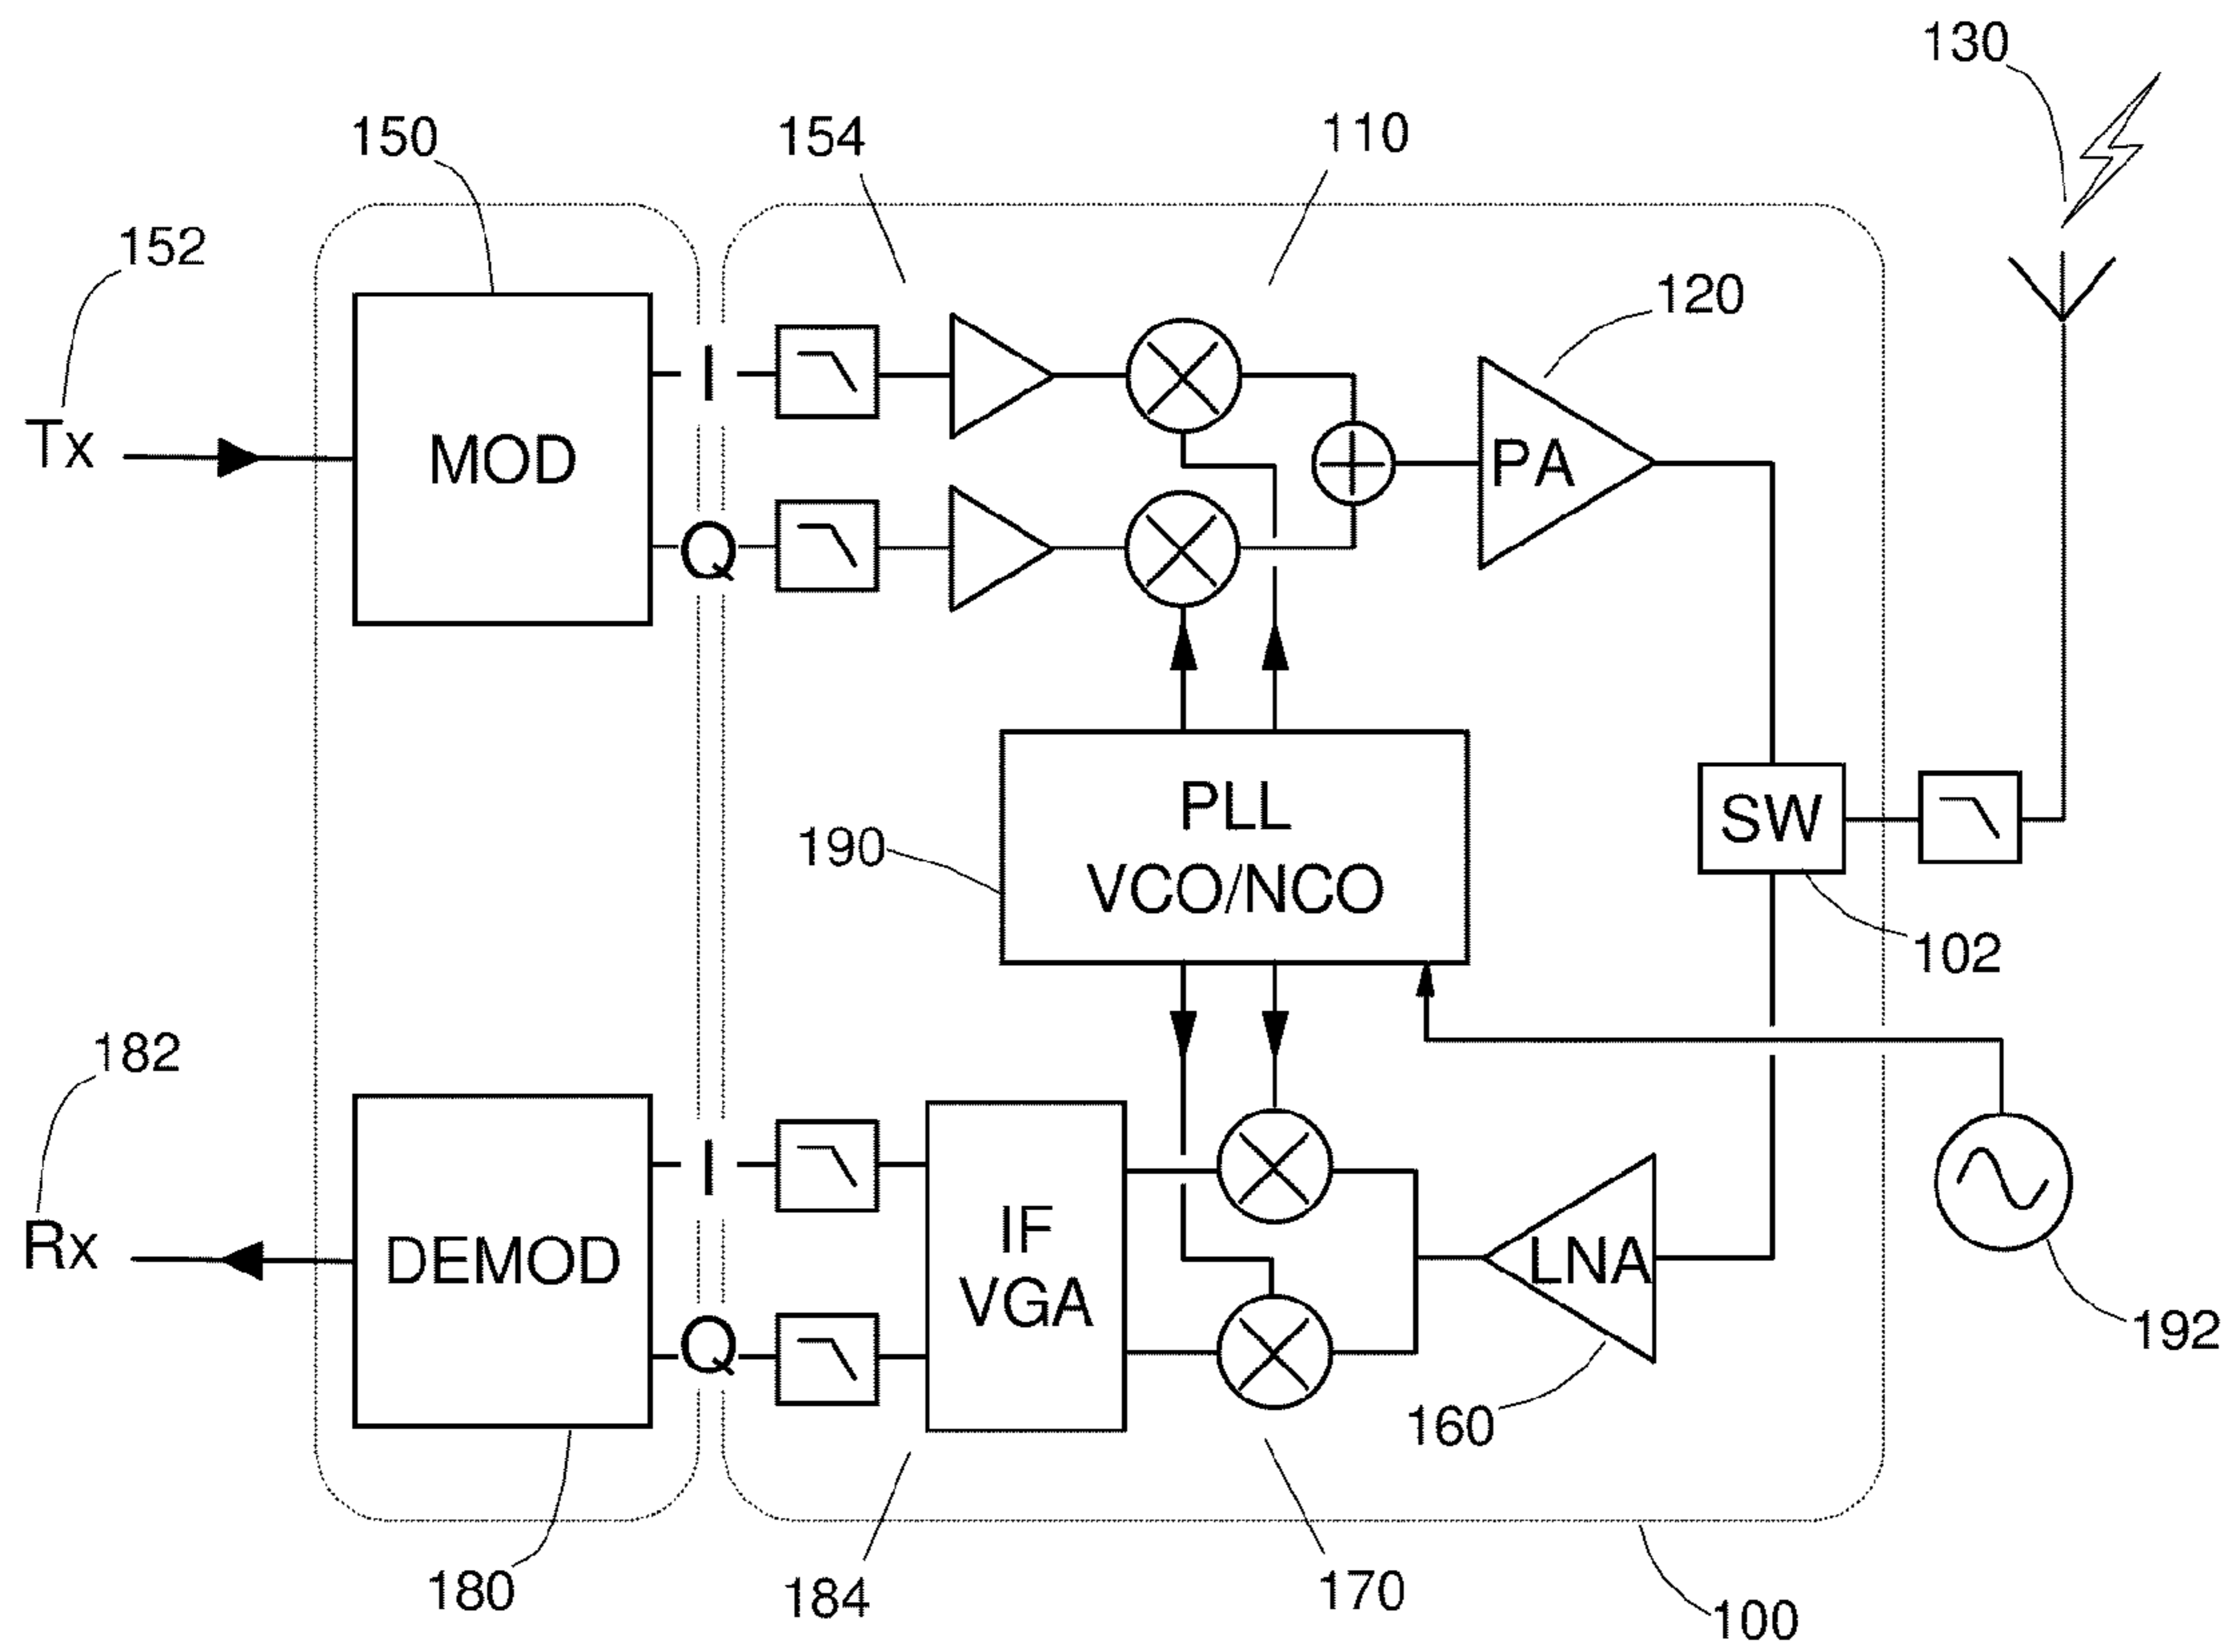 130
150
154
110
152
120
I
Tx
MOD
PA
Q
PLL
VCO/NCO
SW
190
102
182
I
IF
VGA
Rx
DEMOD
LNA
Q
192
160
180
184
170
100